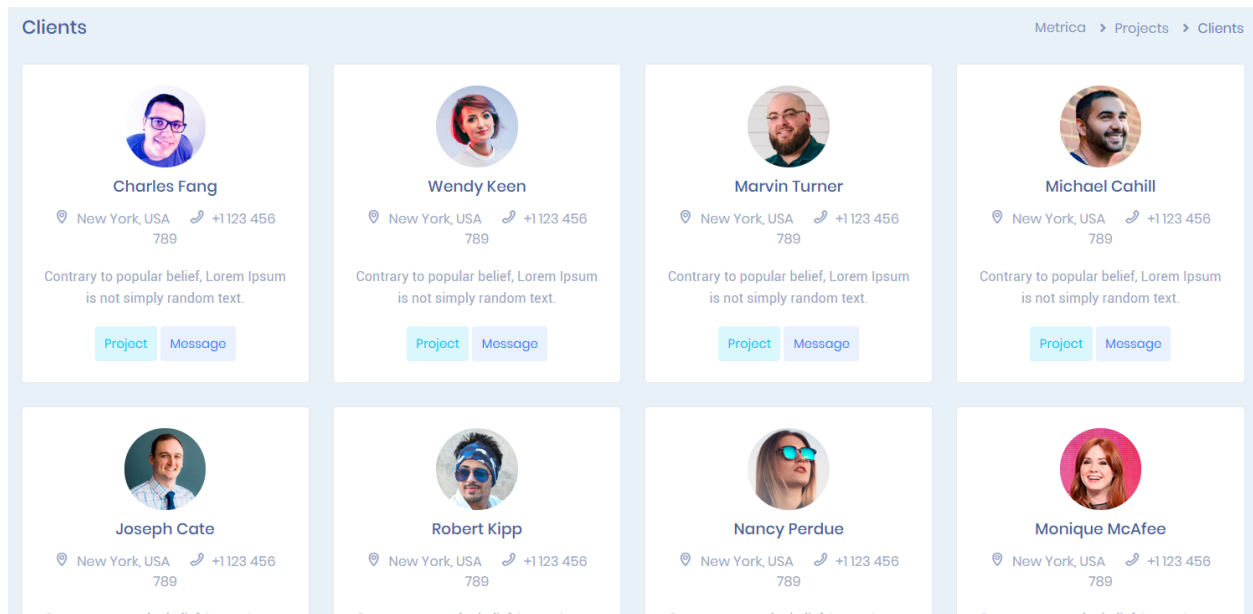 Clients
Metrica > Projects > Clients
Charles Fang
New York, USA +1 123 456
789
Contrary to popular belief, Lorem Ipsum
is not simply random text.
Project Message
Wendy Keen
New York, USA +1 123 456
789
Contrary to popular belief, Lorem Ipsum
is not simply random text.
Project Message
Marvin Turner
New York, USA +1 123 456
789
Contrary to popular belief, Lorem Ipsum
is not simply random text.
Project Message
Michael Cahill
New York, USA +1 123 456
789
Contrary to popular belief, Lorem Ipsum
is not simply random text.
Project Message
Joseph Cate
New York, USA +1 123 456
789
Robert Kipp
New York, USA +1 123 456
789
Nancy Perdue
New York, USA +1 123 456
789
Monique McAfee
New York, USA +1 123 456
789